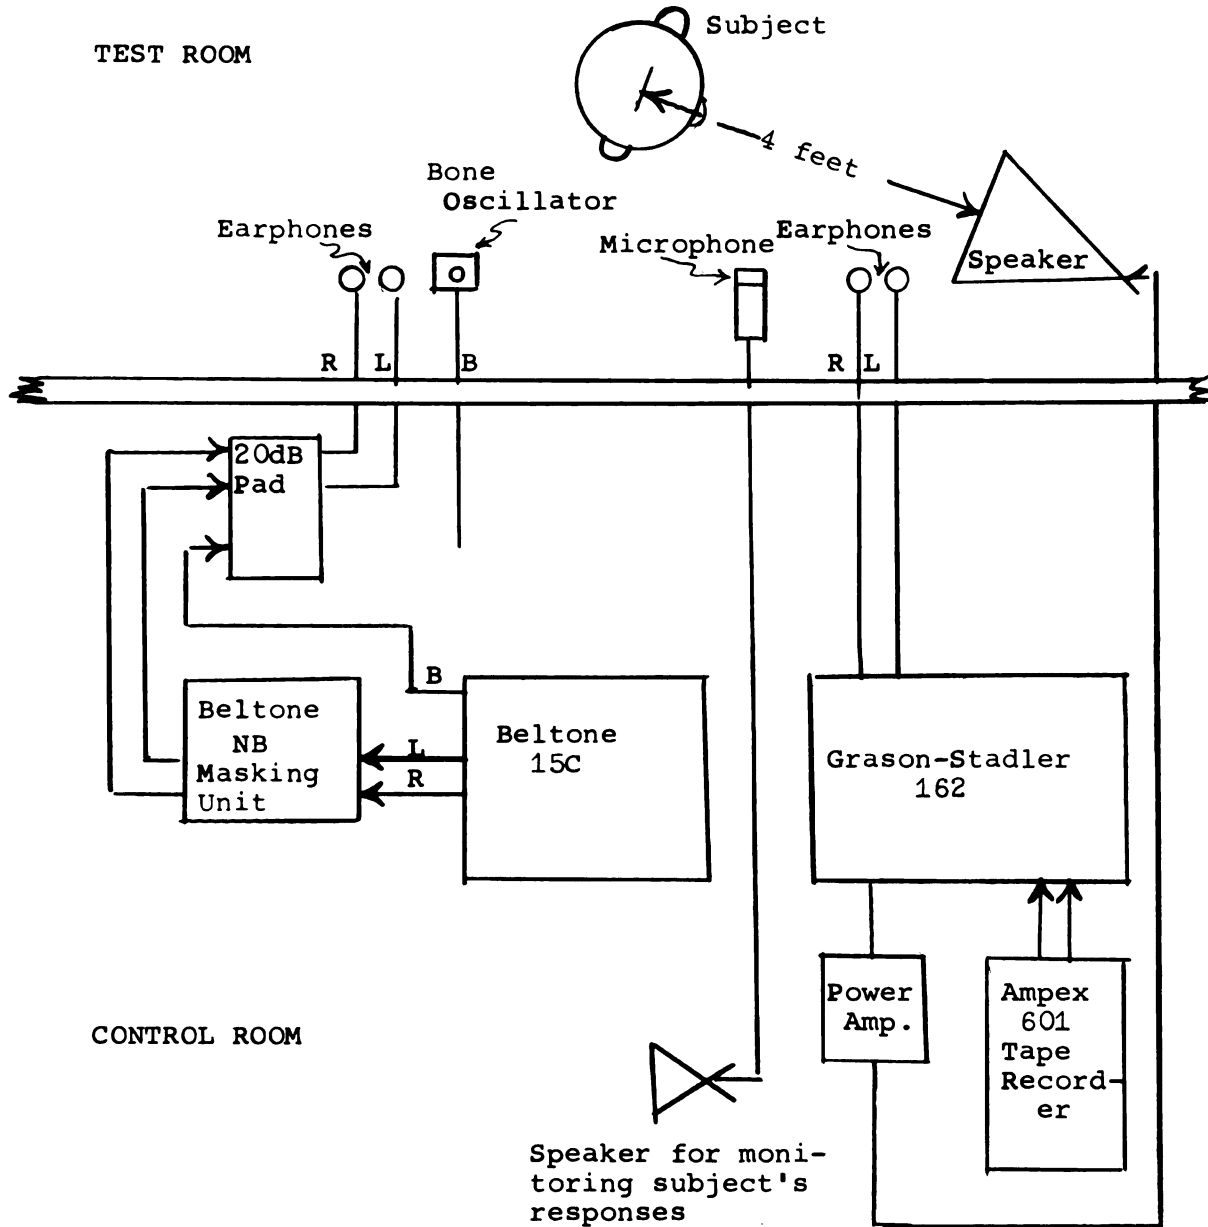 Subject
TEST ROOM
4 feet
Bone
Oscillator
Earphones
Microphone
Earphones
Speaker
R L B
R L
20dB
Pad
B
Beltone
NB
Masking
Unit
L
R
Beltone
15C
Grason-Stadler
162
Power
Amp.
Ampex
601
Tape
Record-
er
CONTROL ROOM
Speaker for moni-
toring subject's
responses